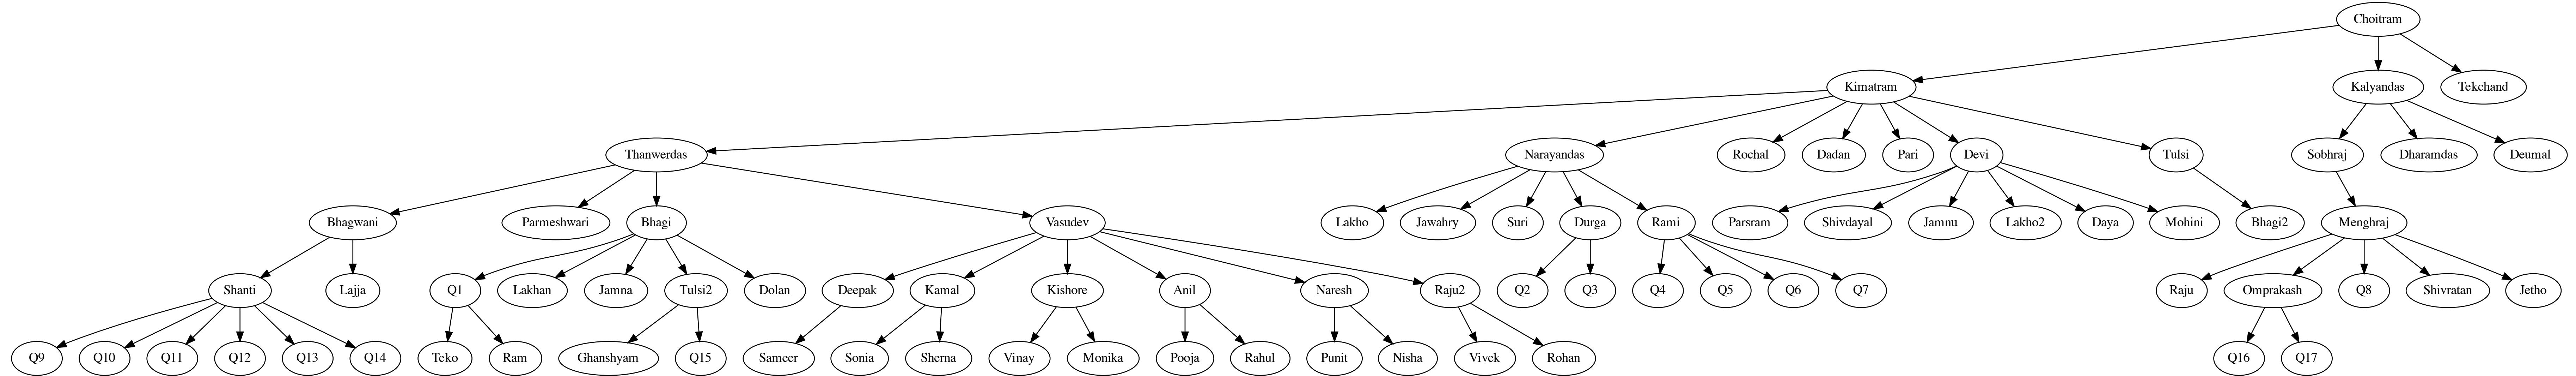 Choitram
Kimatram Kalyandas Tekchand
Thanwerdas Narayandas Rochal Dadan Pari Devi Tulsi Sobhraj Dharamdas Deumal
Bhagwani Parmeshwari Bhagi Vasudev Lakho Jawahry Suri Durga Rami Parsram Shivdayal Jamnu Lakho2 Daya Mohini Bhagi2 Menghraj
Shanti Lajja Q1 Lakhan Jamna Tulsi2 Dolan Deepak Kamal Kishore Anil Naresh Raju2 Q2 Q3 Q4 Q5 Q6 Q7 Raju Omprakash Q8 Shivratan Jetho
Q9 Q10 Q11 Q12 Q13 Q14 Teko Ram Ghanshyam Q15 Sameer Sonia Sherna Vinay Monika Pooja Rahul Punit Nisha Vivek Rohan Q16 Q17